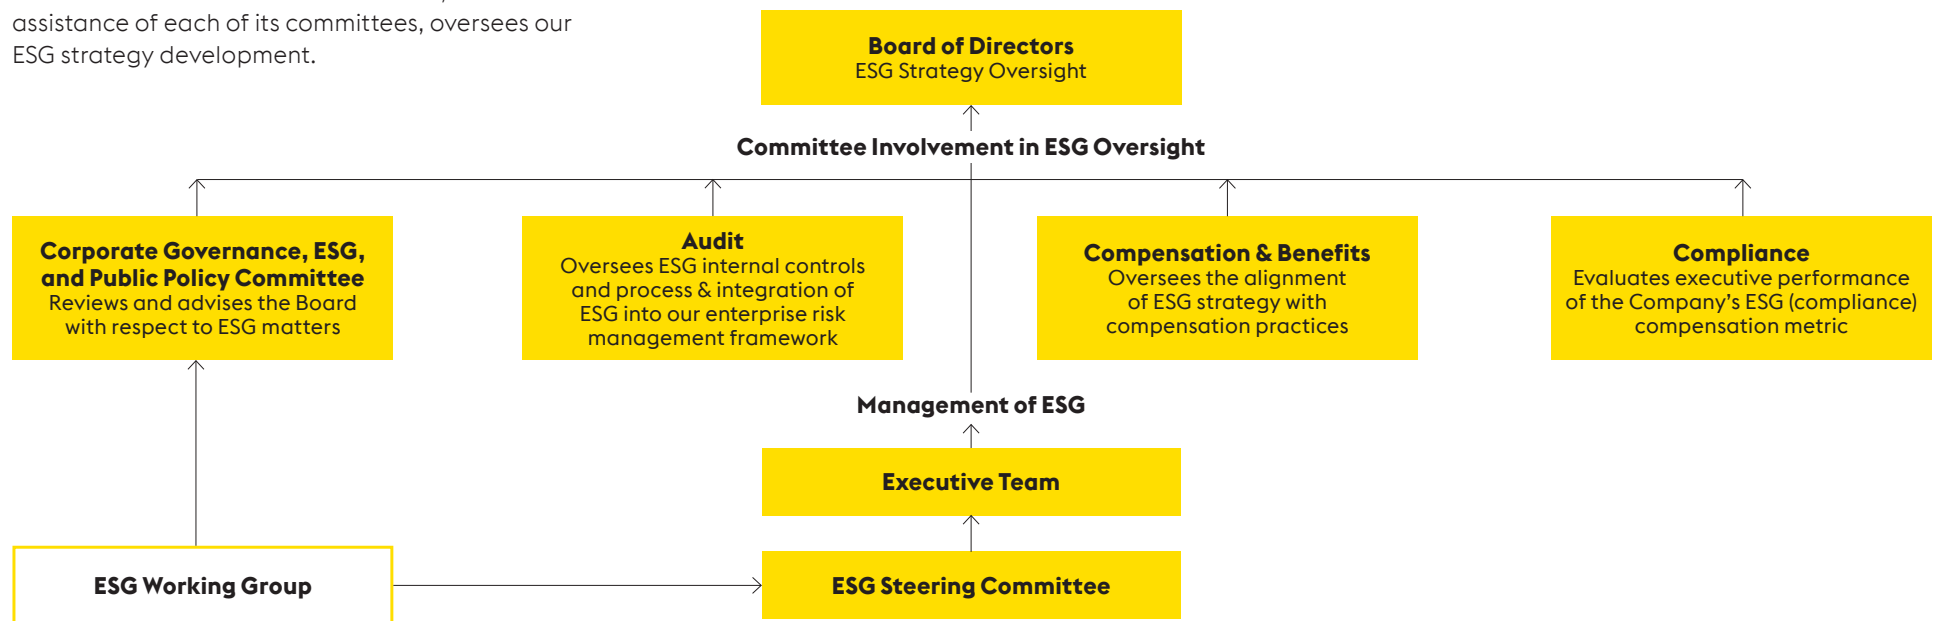 assistance of each of its committees, oversees our
ESG strategy development.
Board of Directors
ESG Strategy Oversight
Committee Involvement in ESG Oversight
Corporate Governance, ESG,
and Public Policy Committee
Reviews and advises the Board
with respect to ESG matters
Audit
Oversees ESG internal controls
and process & integration of
ESG into our enterprise risk
management framework
Compensation & Benefits
Oversees the alignment
of ESG strategy with
compensation practices
Compliance
Evaluates executive performance
of the Company’s ESG (compliance)
compensation metric
Management of ESG
Executive Team
ESG Working Group
ESG Steering Committee